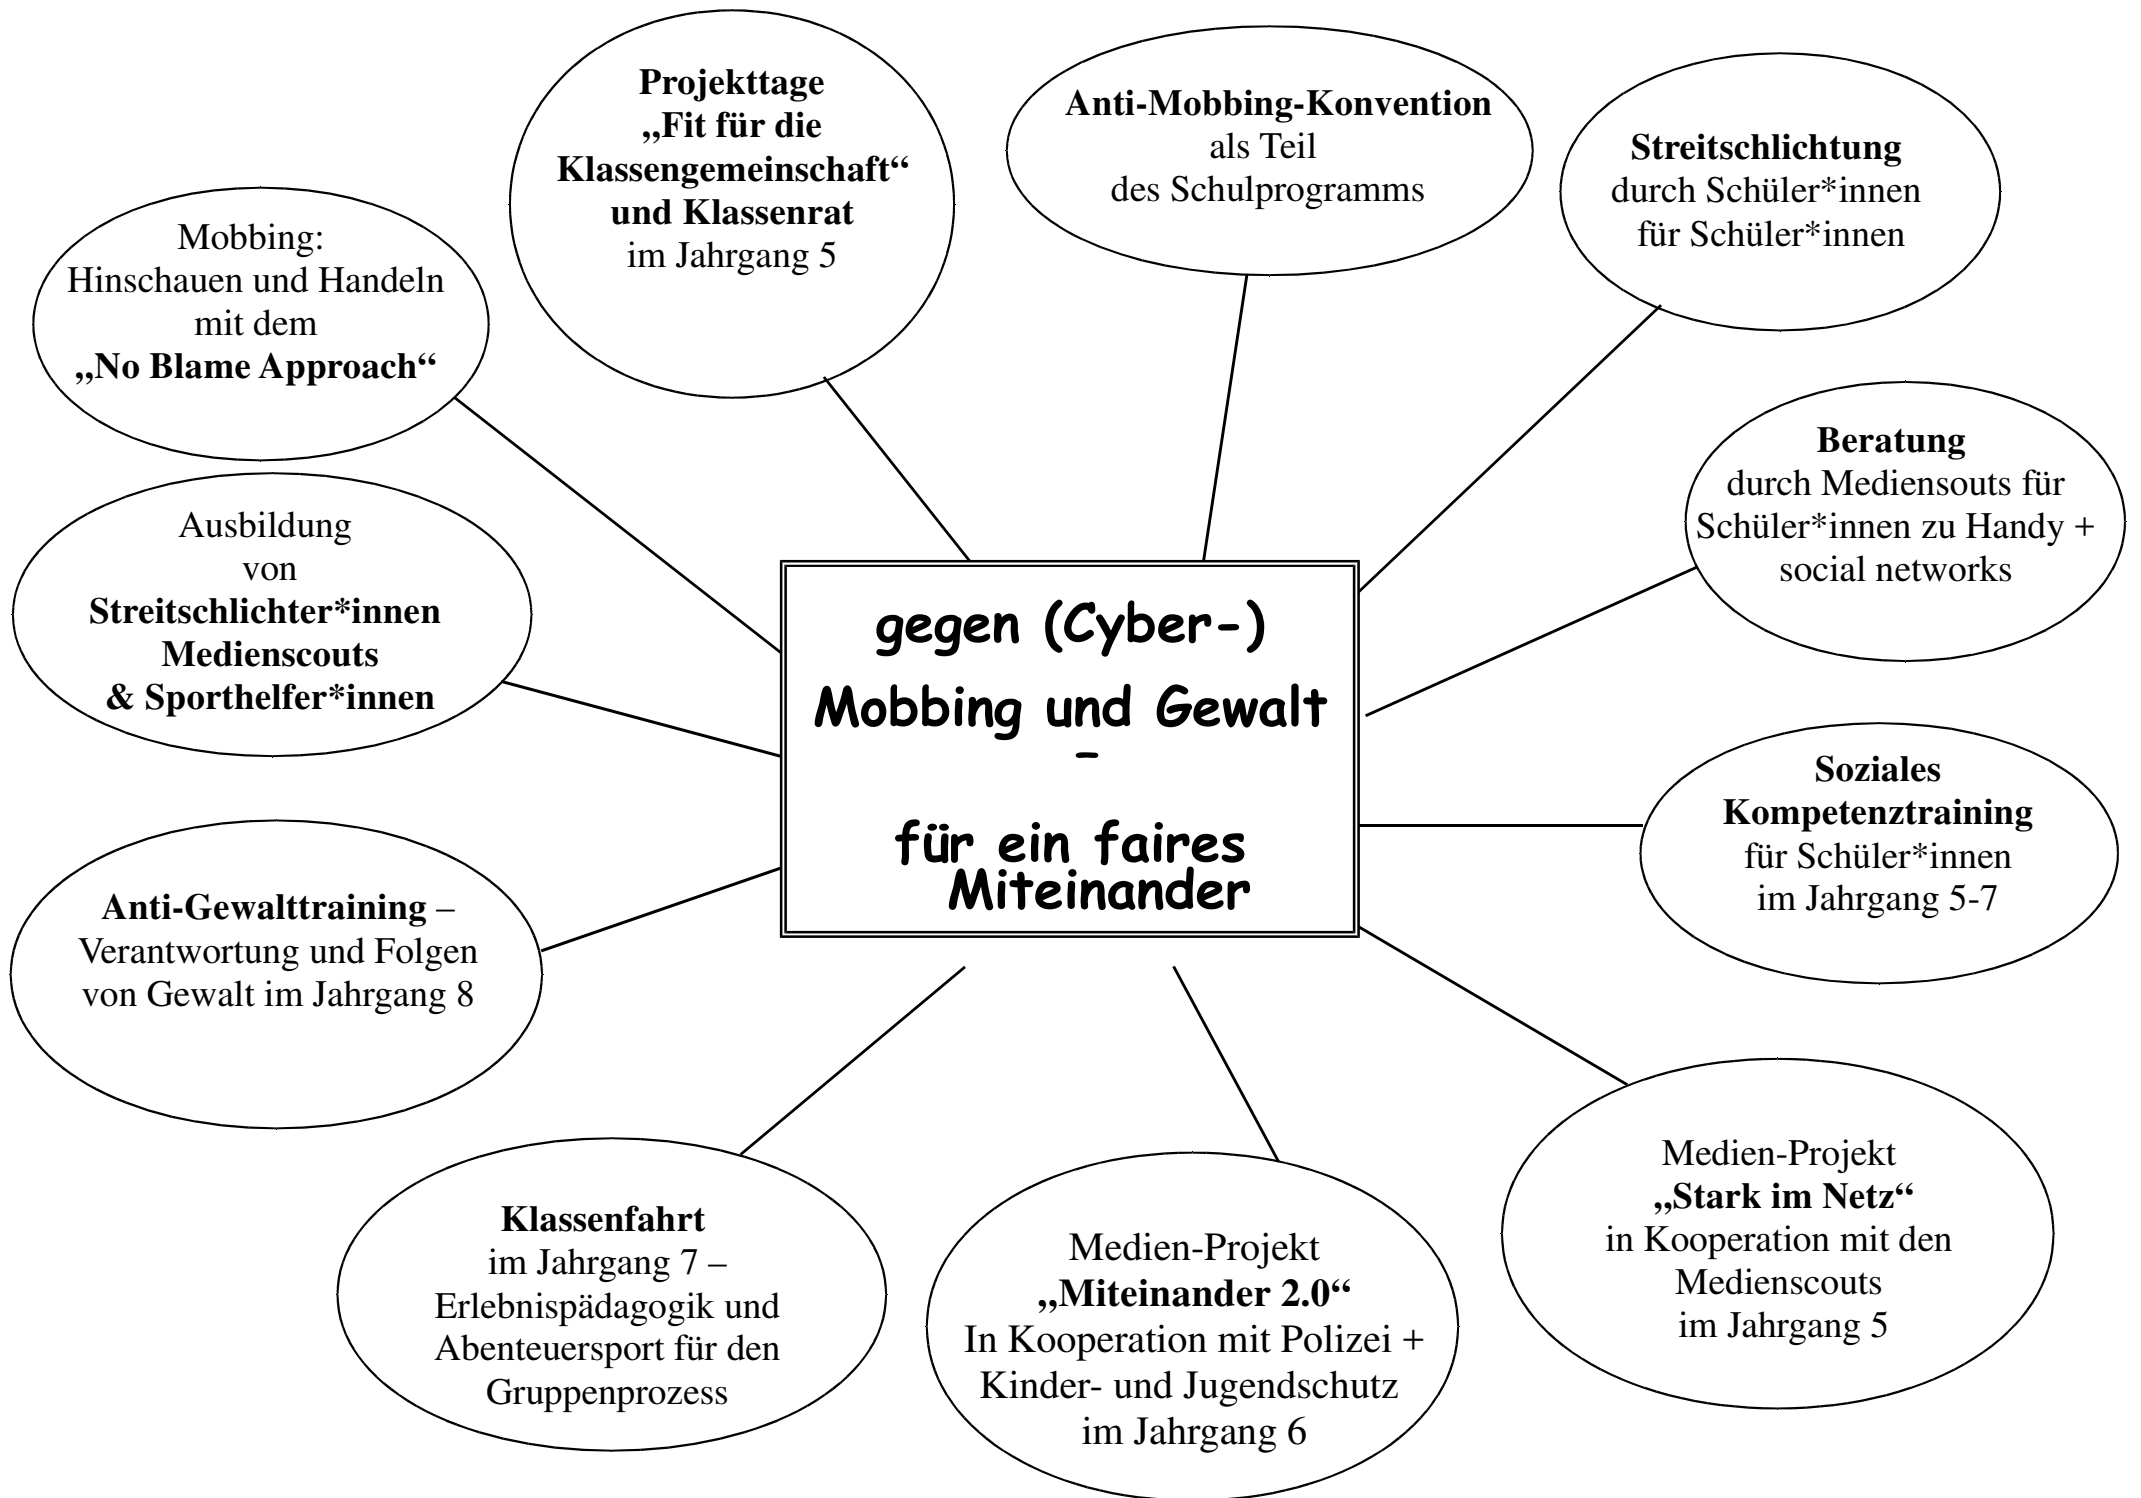 Projekttage
„Fit für die
Klassengemeinschaft“
und Klassenrat
im Jahrgang 5
Anti-Mobbing-Konvention
als Teil
des Schulprogramms
Streitschlichtung
durch Schüler*innen
für Schüler*innen
Mobbing:
Hinschauen und Handeln
mit dem
„No Blame Approach“
Beratung
durch Mediensouts für
Schüler*innen zu Handy +
social networks
Ausbildung
von
Streitschlichter*innen
Medienscouts
& Sporthelfer*innen
gegen (Cyber-)
Mobbing und Gewalt
–
für ein faires
Miteinander
Soziales
Kompetenztraining
für Schüler*innen
im Jahrgang 5-7
Anti-Gewalttraining –
Verantwortung und Folgen
von Gewalt im Jahrgang 8
Klassenfahrt
im Jahrgang 7 –
Erlebnispädagogik und
Abenteuersport für den
Gruppenprozess
Medien-Projekt
„Miteinander 2.0“
In Kooperation mit Polizei +
Kinder- und Jugendschutz
im Jahrgang 6
Medien-Projekt
„Stark im Netz“
in Kooperation mit den
Medienscouts
im Jahrgang 5